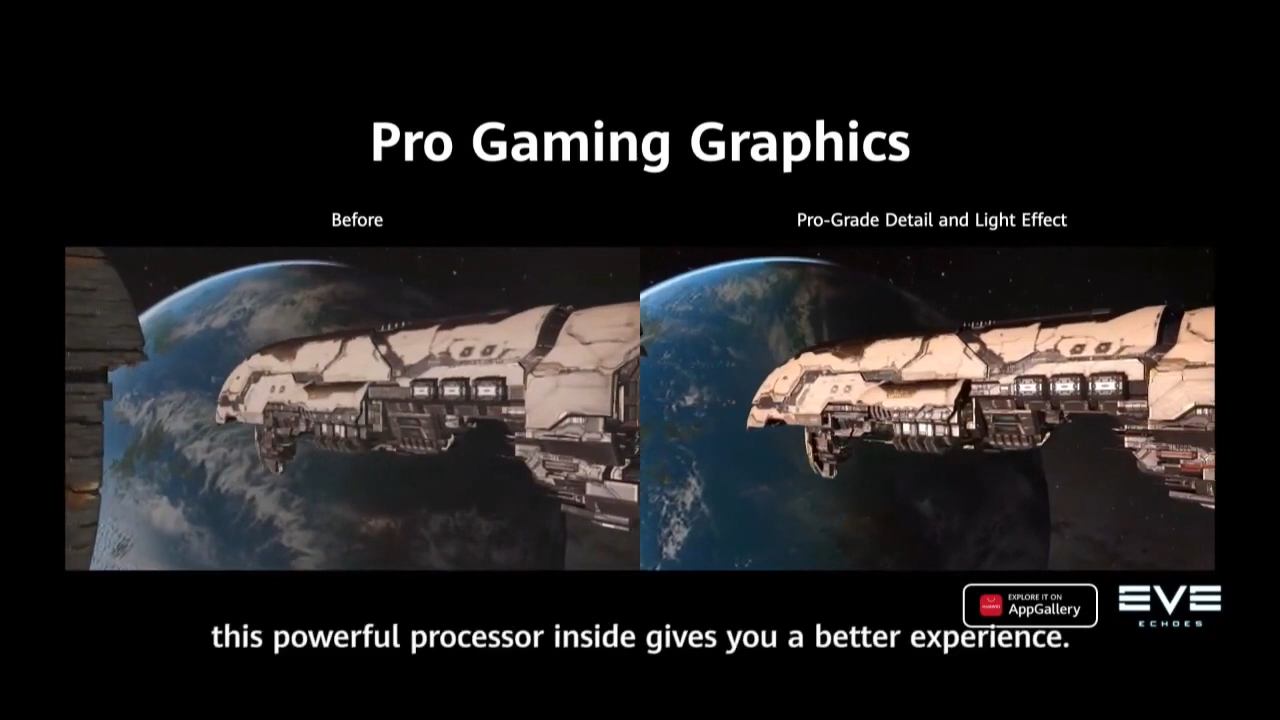 Pro Gaming Graphics
Before
Pro-Grade Detail and Light Effect
EXPLORE IT ON
AppGallery
HUAWEI
EVE
ECHOES
this powerful processor inside gives you a better experience.